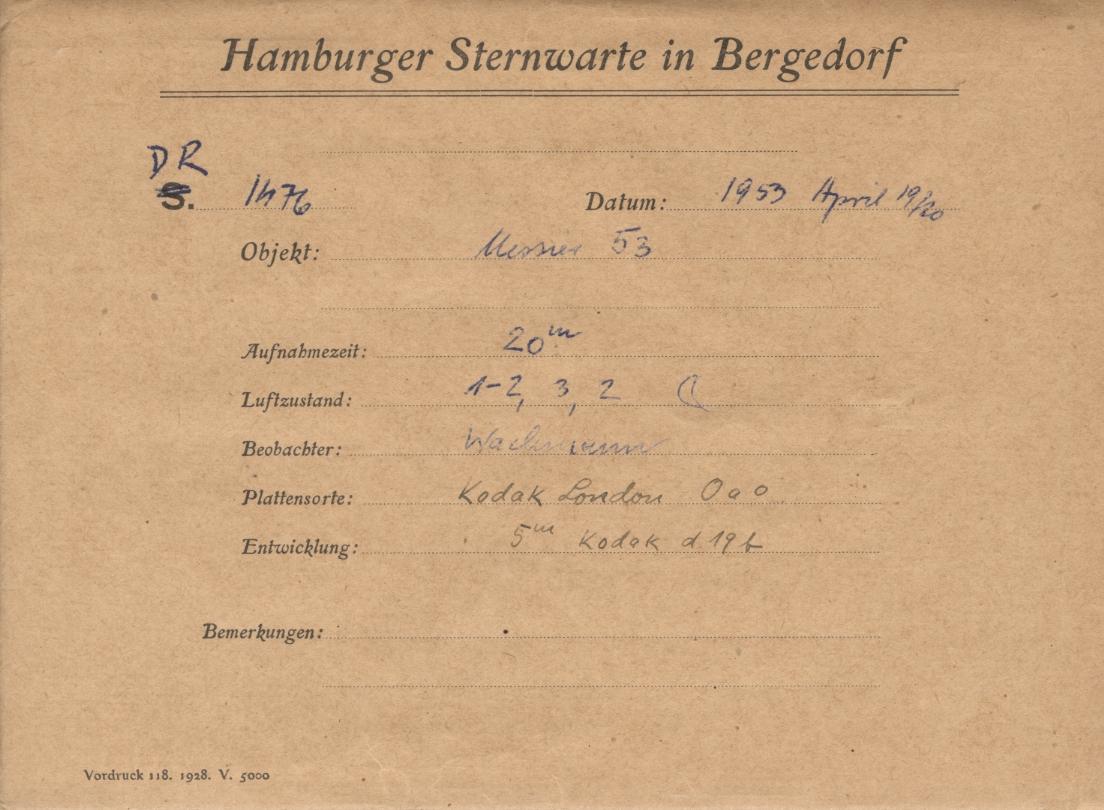 Hamburger Sternwarte in Bergedorf
DR
S. 1476 Datum: 1953 April 19/20
Objekt: Messier 53
Aufnahmezeit: 20m
Luftzustand: 1-2, 3, 2 ☾
Beobachter: Wachmann
Plattensorte: Kodak London OaO
Entwicklung: 5m Kodak d 19b
Bemerkungen:
Vordruck 118. 1928. V. 5000